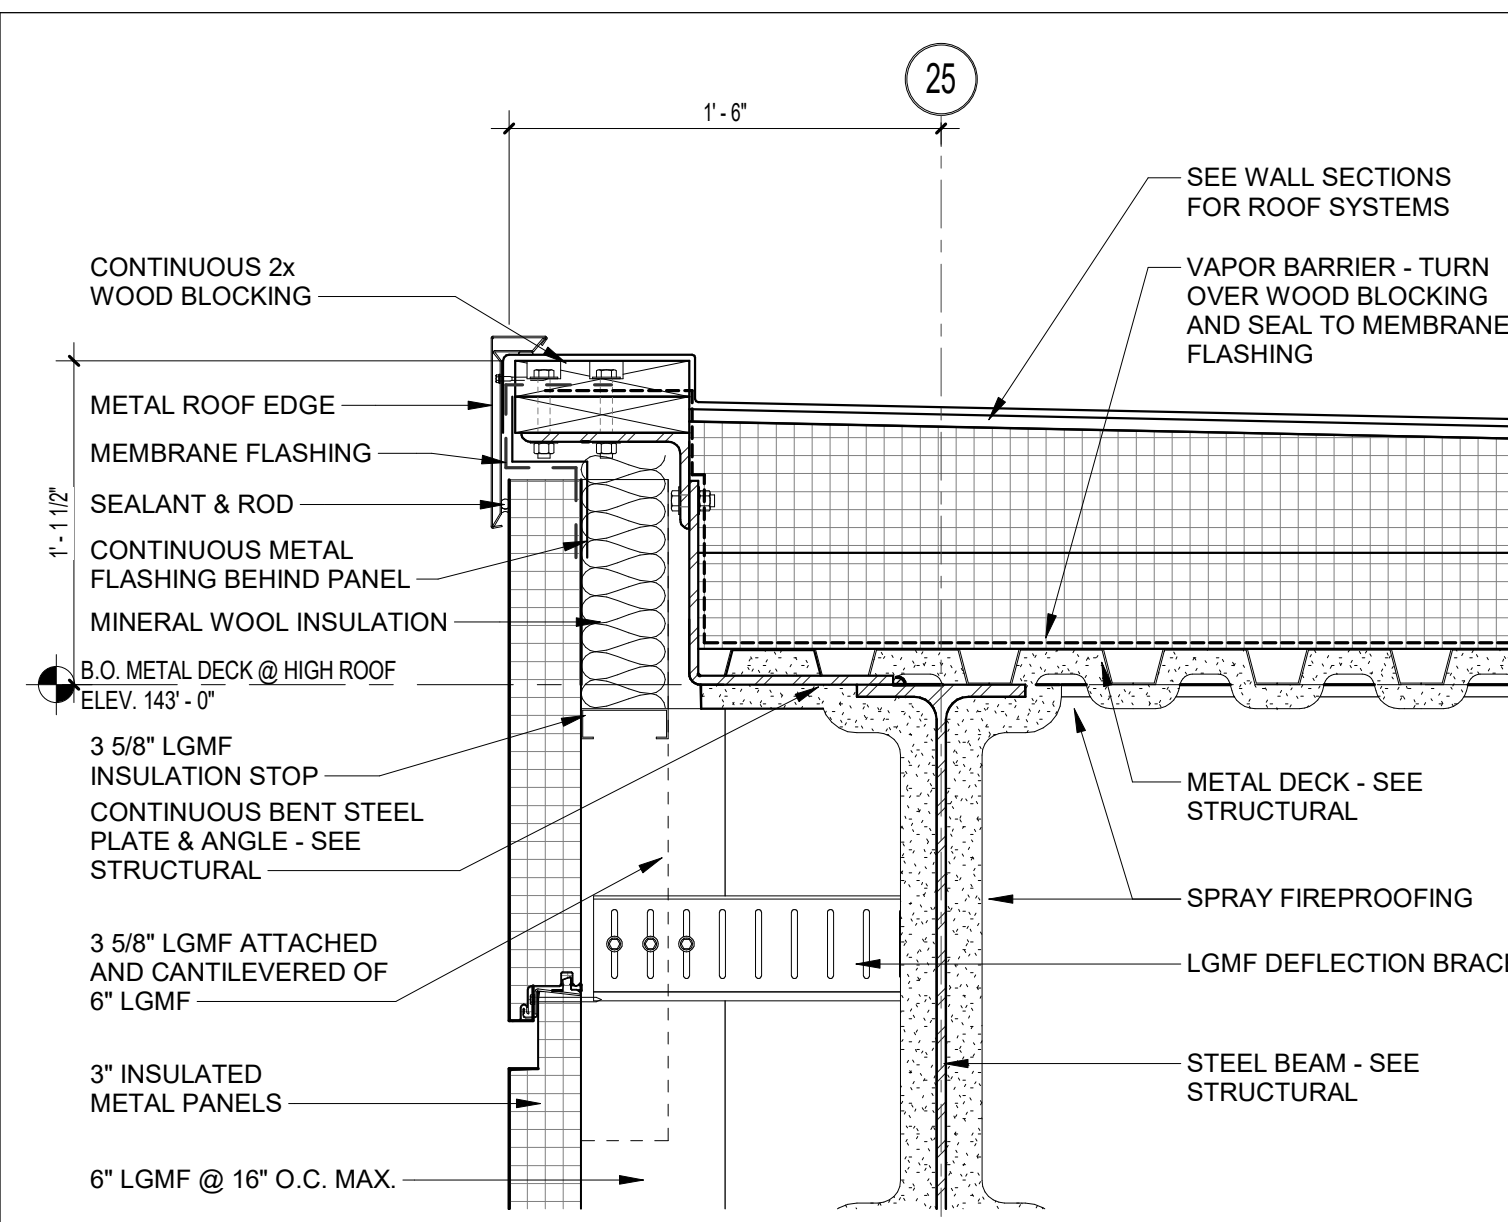 25
1' - 6"
SEE WALL SECTIONS
FOR ROOF SYSTEMS
CONTINUOUS 2x
WOOD BLOCKING
VAPOR BARRIER - TURN
OVER WOOD BLOCKING
AND SEAL TO MEMBRANE
FLASHING
METAL ROOF EDGE
MEMBRANE FLASHING
SEALANT & ROD
1' - 1 1/2"
CONTINUOUS METAL
FLASHING BEHIND PANEL
MINERAL WOOL INSULATION
B.O. METAL DECK @ HIGH ROOF
ELEV. 143' - 0"
3 5/8" LGMF
INSULATION STOP
CONTINUOUS BENT STEEL
PLATE & ANGLE - SEE
STRUCTURAL
METAL DECK - SEE
STRUCTURAL
SPRAY FIREPROOFING
3 5/8" LGMF ATTACHED
AND CANTILEVERED OF
6" LGMF
LGMF DEFLECTION
3" INSULATED
METAL PANELS
STEEL BEAM - SEE
STRUCTURAL
6" LGMF @ 16" O.C. MAX.